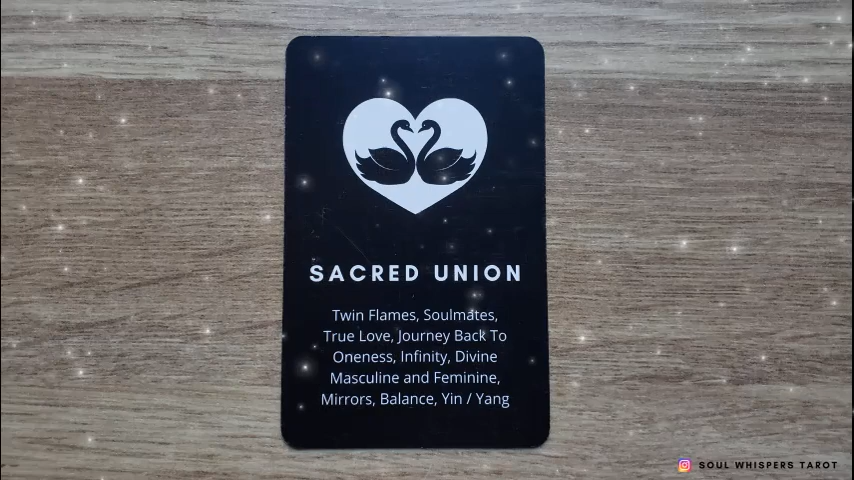 SACRED UNION
Twin Flames, Soulmates,
True Love, Journey Back To
Oneness, Infinity, Divine
Masculine and Feminine,
Mirrors, Balance, Yin / Yang
SOUL WHISPERS TAROT